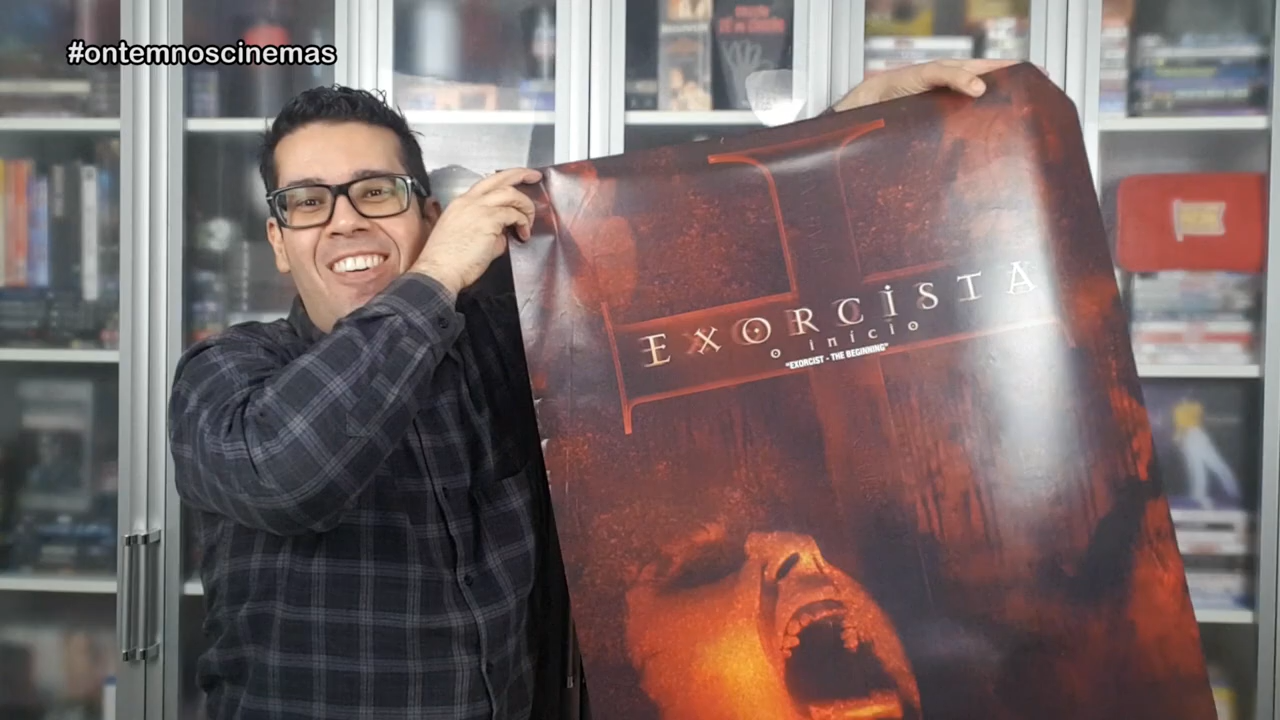 #ontemnoscinemas
EXORCISTA
o início
"EXORCIST - THE BEGINNING"